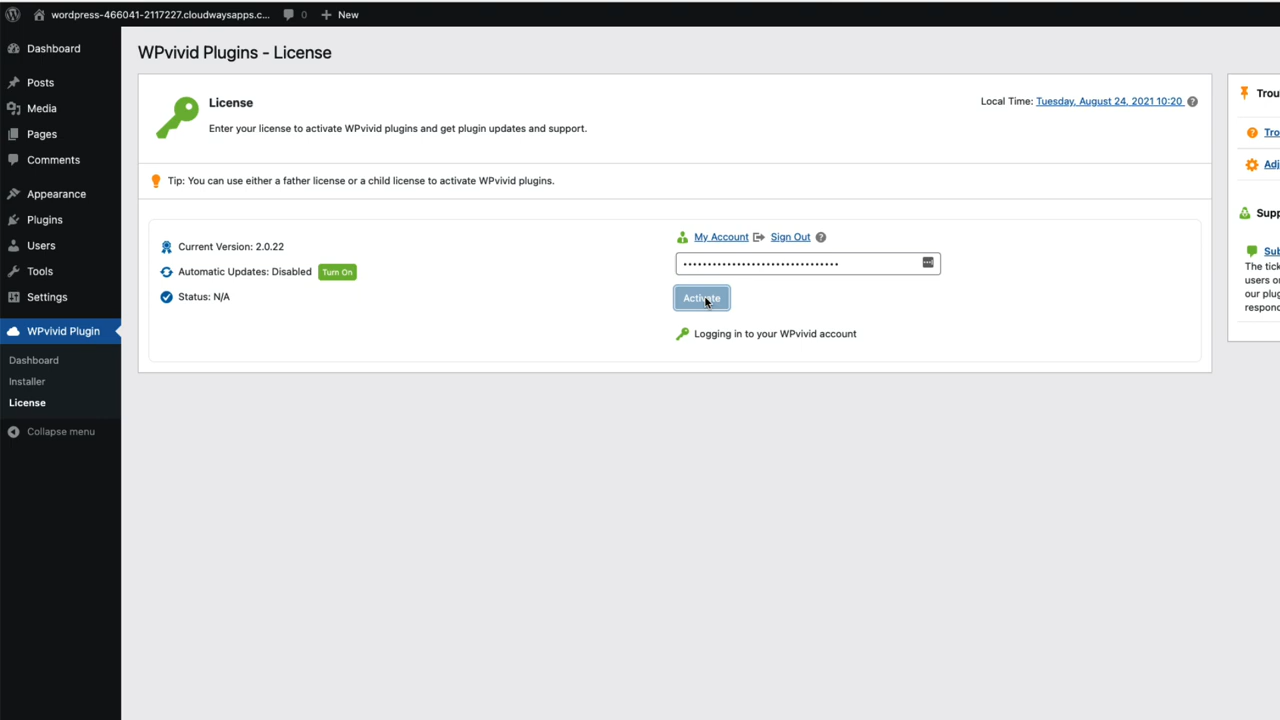 wordpress-466041-2117227.cloudwaysapps.c... 0 New
Dashboard
Posts
Media
Pages
Comments
Appearance
Plugins
Users
Tools
Settings
WPvivid Plugin
Dashboard
Installer
License
Collapse menu
WPvivid Plugins - License
License
Local Time: Tuesday, August 24, 2021 10:20
Enter your license to activate WPvivid plugins and get plugin updates and support.
Tip: You can use either a father license or a child license to activate WPvivid plugins.
Current Version: 2.0.22
Automatic Updates: Disabled Turn On
Status: N/A
My Account Sign Out
Activate
Logging in to your WPvivid account
Trou
Tro
Adj
Supp
Sub
The tick
users or
our plug
respond